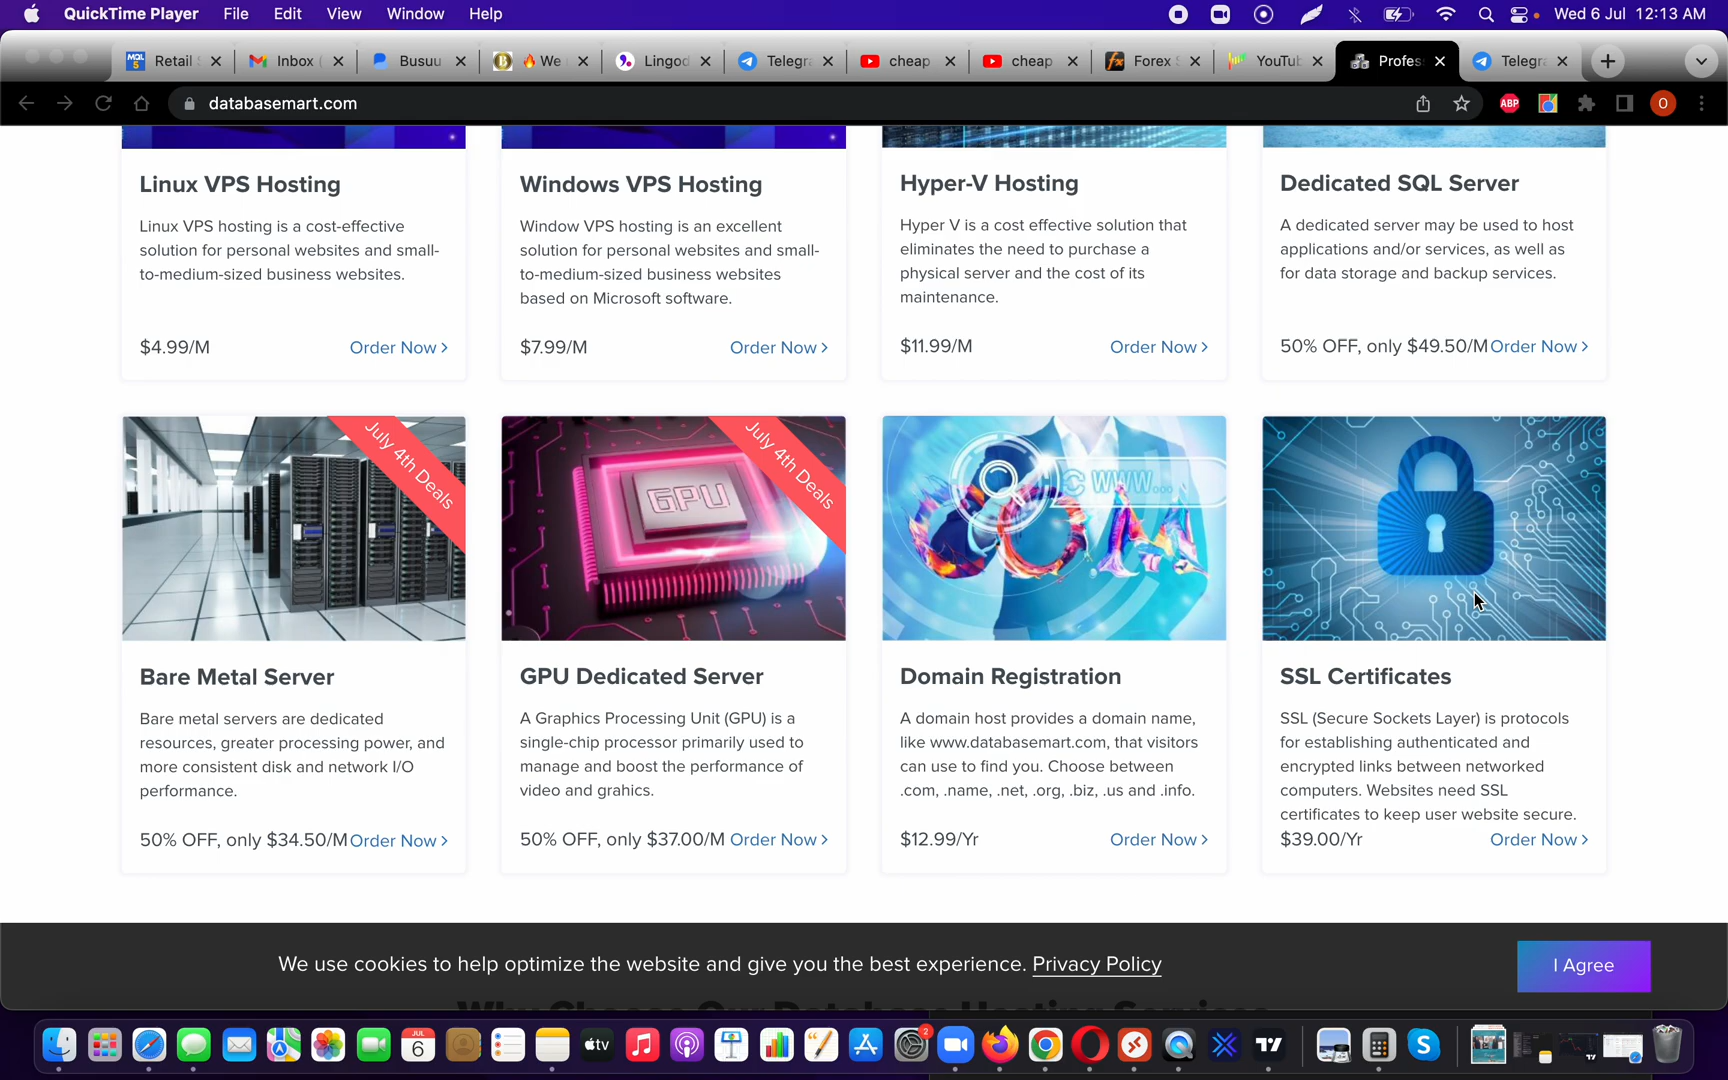 QuickTime Player File Edit View Window Help Wed 6 Jul 12:13 AM
Retail Inbox Busuu We Lingod Telegr cheap cheap Forex YouTub Profes Telegr
databasemart.com ABP O
Linux VPS Hosting
Linux VPS hosting is a cost-effective
solution for personal websites and small-
to-medium-sized business websites.
$4.99/M Order Now >
Windows VPS Hosting
Window VPS hosting is an excellent
solution for personal websites and small-
to-medium-sized business websites
based on Microsoft software.
$7.99/M Order Now >
Hyper-V Hosting
Hyper V is a cost effective solution that
eliminates the need to purchase a
physical server and the cost of its
maintenance.
$11.99/M Order Now >
Dedicated SQL Server
A dedicated server may be used to host
applications and/or services, as well as
for data storage and backup services.
50% OFF, only $49.50/M Order Now >
July 4th Deals
Bare Metal Server
Bare metal servers are dedicated
resources, greater processing power, and
more consistent disk and network I/O
performance.
50% OFF, only $34.50/M Order Now >
GPU
July 4th Deals
GPU Dedicated Server
A Graphics Processing Unit (GPU) is a
single-chip processor primarily used to
manage and boost the performance of
video and grahics.
50% OFF, only $37.00/M Order Now >
WWW...
.COM
Domain Registration
A domain host provides a domain name,
like www.databasemart.com, that visitors
can use to find you. Choose between
.com, .name, .net, .org, .biz, .us and .info.
$12.99/Yr Order Now >
SSL Certificates
SSL (Secure Sockets Layer) is protocols
for establishing authenticated and
encrypted links between networked
computers. Websites need SSL
certificates to keep user website secure.
$39.00/Yr Order Now >
We use cookies to help optimize the website and give you the best experience. Privacy Policy
I Agree
Why Choose Our Database Hosting Services
JUL
6
tv
2